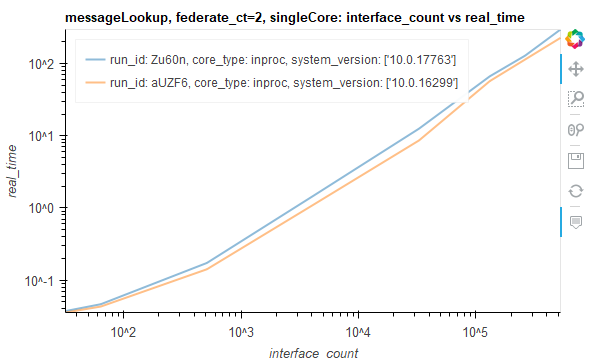 messageLookup, federate_ct=2, singleCore: interface_count vs real_time
run_id: Zu60n, core_type: inproc, system_version: ['10.0.17763']
run_id: aUZF6, core_type: inproc, system_version: ['10.0.16299']
real_time
10^2
10^1
10^0
10^-1
10^2 10^3 10^4 10^5
interface_count